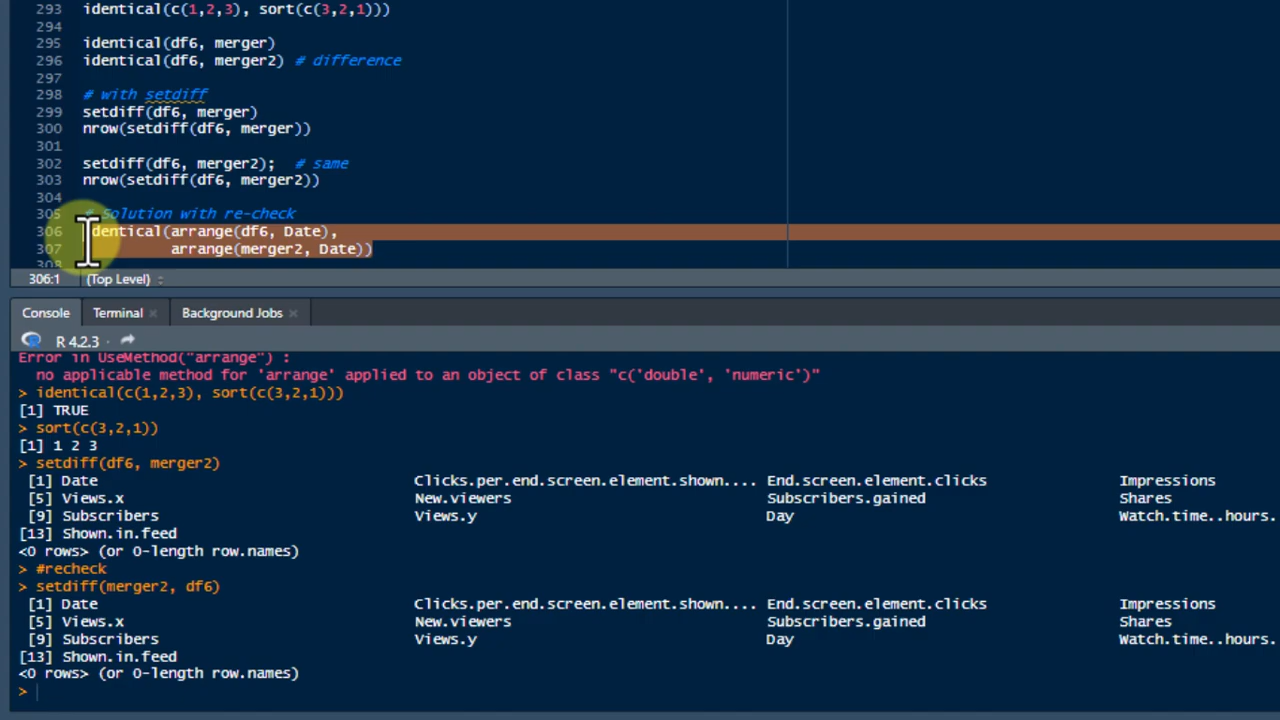 293 identical(c(1,2,3), sort(c(3,2,1)))
294
295 identical(df6, merger)
296 identical(df6, merger2) # difference
297
298 # with setdiff
299 setdiff(df6, merger)
300 nrow(setdiff(df6, merger))
301
302 setdiff(df6, merger2);  # same
303 nrow(setdiff(df6, merger2))
304
305 # Solution with re-check
306 identical(arrange(df6, Date),
307           arrange(merger2, Date))
308
306:1 (Top Level)
Console Terminal Background Jobs
R 4.2.3 ·
Error in UseMethod("arrange") :
  no applicable method for 'arrange' applied to an object of class "c('double', 'numeric')"
> identical(c(1,2,3), sort(c(3,2,1)))
[1] TRUE
> sort(c(3,2,1))
[1] 1 2 3
> setdiff(df6, merger2)
 [1] Date Clicks.per.end.screen.element.shown.... End.screen.element.clicks Impressions
 [5] Views.x New.viewers Subscribers.gained Shares
 [9] Subscribers Views.y Day Watch.time..hours.
[13] Shown.in.feed
<0 rows> (or 0-length row.names)
> #recheck
> setdiff(merger2, df6)
 [1] Date Clicks.per.end.screen.element.shown.... End.screen.element.clicks Impressions
 [5] Views.x New.viewers Subscribers.gained Shares
 [9] Subscribers Views.y Day Watch.time..hours.
[13] Shown.in.feed
<0 rows> (or 0-length row.names)
>